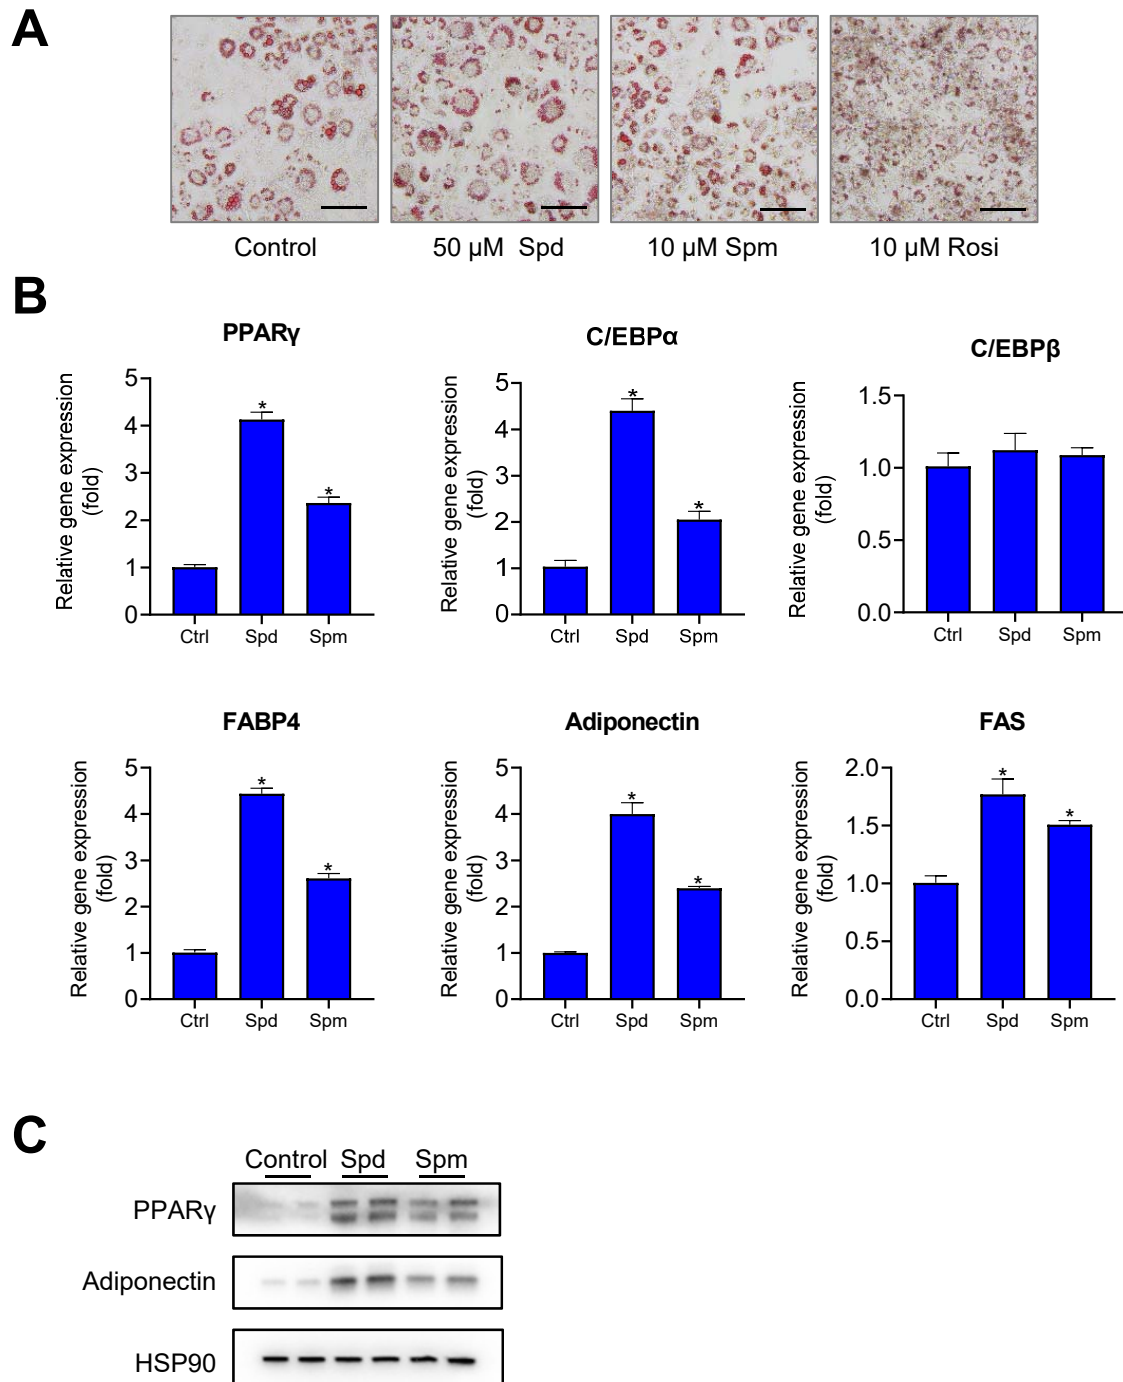 A
Control
50 µM  Spd
10 µM Spm
10 µM Rosi
B
PPARγ
Relative gene expression
(fold)
5
4
3
2
1
0
Ctrl
Spd
Spm
C/EBPα
Relative gene expression
(fold)
5
4
3
2
1
0
Ctrl
Spd
Spm
C/EBPβ
Relative gene expression
(fold)
1.5
1.0
0.5
0.0
Ctrl
Spd
Spm
*
*
*
*
FABP4
Relative gene expression
(fold)
5
4
3
2
1
0
Ctrl
Spd
Spm
*
*
Adiponectin
Relative gene expression
(fold)
5
4
3
2
1
0
Ctrl
Spd
Spm
*
*
FAS
Relative gene expression
(fold)
2.0
1.5
1.0
0.5
0.0
Ctrl
Spd
Spm
*
*
C
Control
Spd
Spm
PPARγ
Adiponectin
HSP90